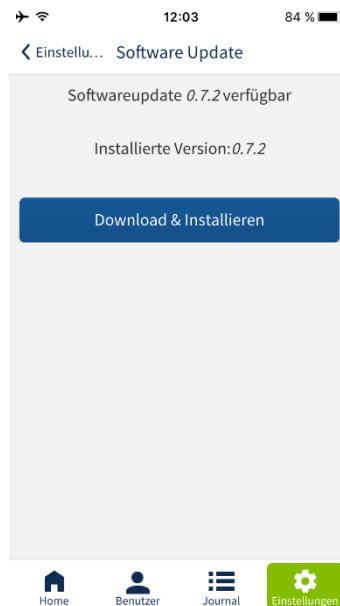 12:03
84 %
Einstellu... Software Update
Softwareupdate 0.7.2 verfügbar
Installierte Version:0.7.2
Download & Installieren
Home Benutzer Journal Einstellungen